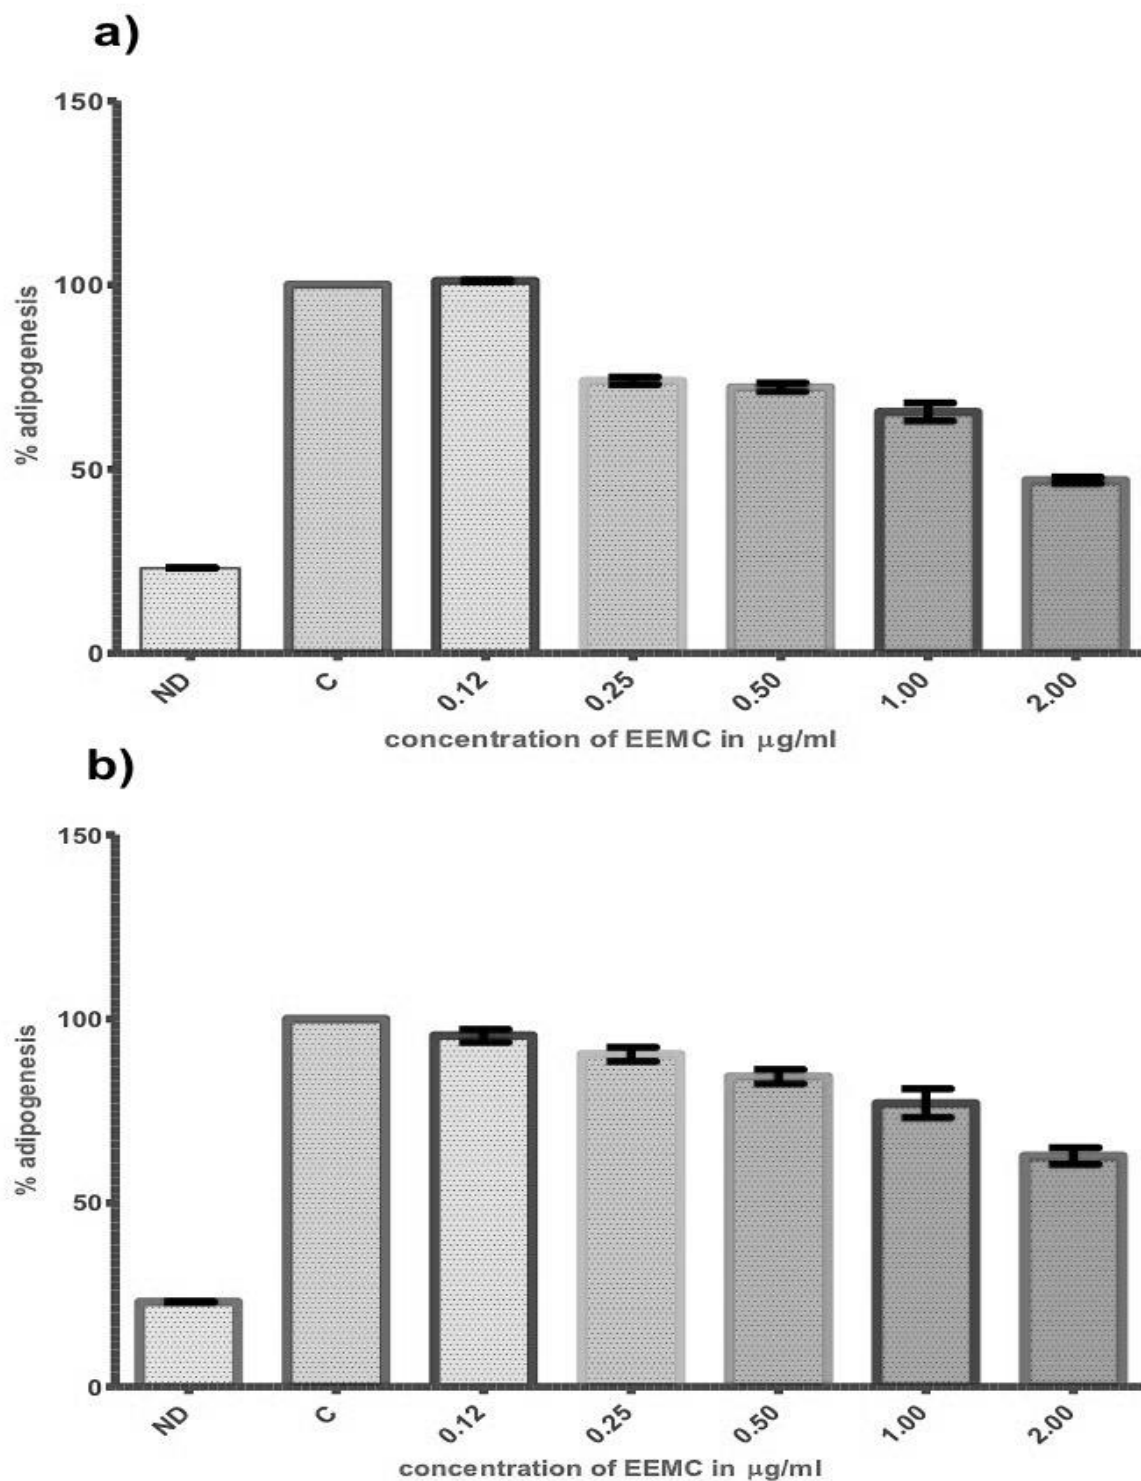 a)
150
100
50
0
% adipogenesis
ND C 0.12 0.25 0.50 1.00 2.00
concentration of EEMC in μg/ml
b)
150
100
50
0
% adipogenesis
ND C 0.12 0.25 0.50 1.00 2.00
concentration of EEMC in μg/ml